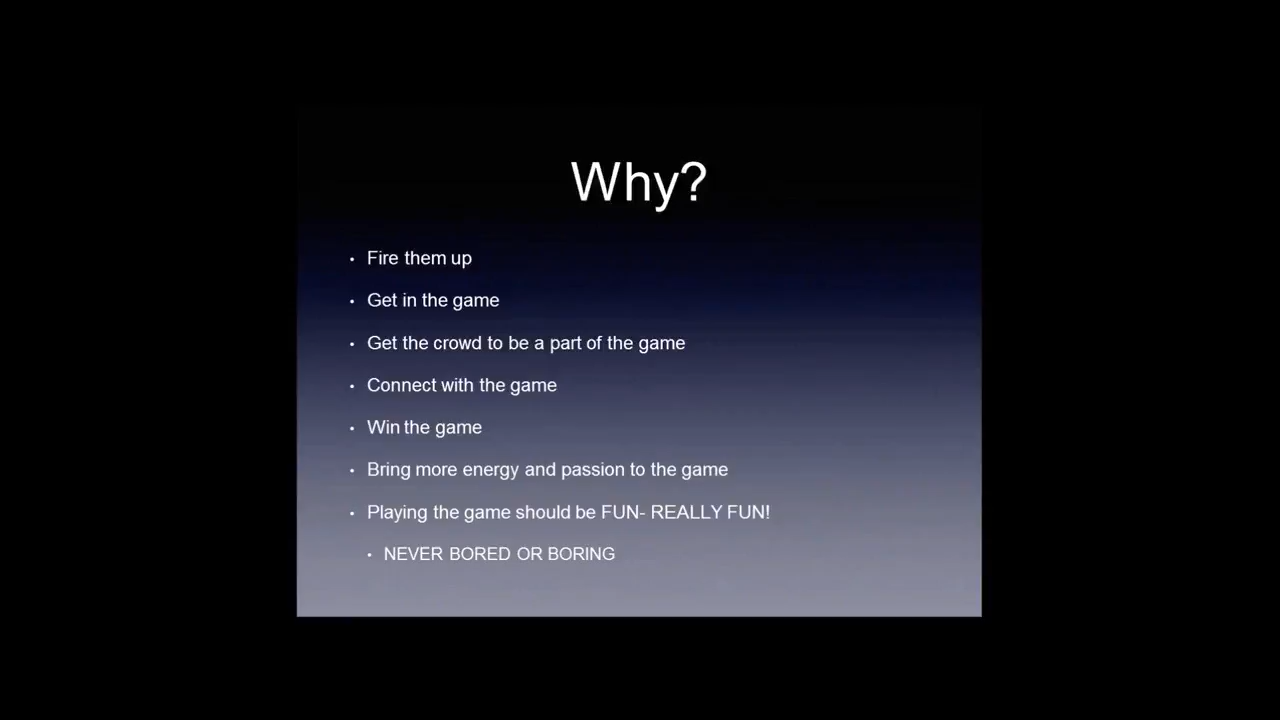 Why?
• Fire them up
• Get in the game
• Get the crowd to be a part of the game
• Connect with the game
• Win the game
• Bring more energy and passion to the game
• Playing the game should be FUN- REALLY FUN!
• NEVER BORED OR BORING